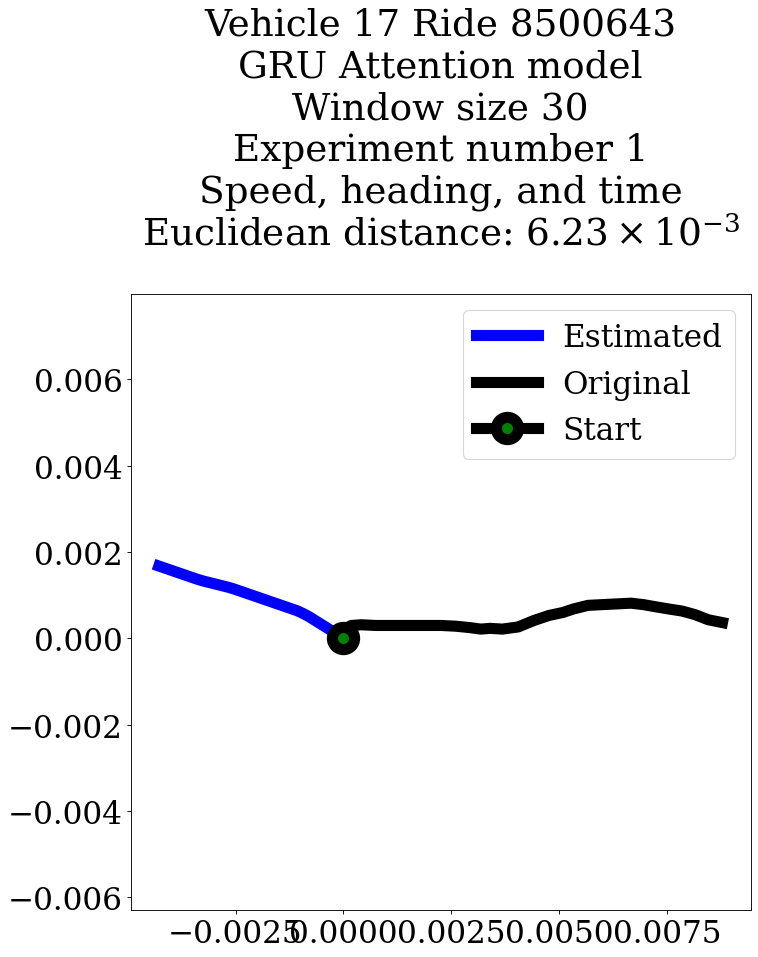 Vehicle 17 Ride 8500643
GRU Attention model
Window size 30
Experiment number 1
Speed, heading, and time
Euclidean distance: 6.23 × 10⁻³
Estimated
Original
Start
0.006
0.004
0.002
0.000
−0.002
−0.004
−0.006
−0.0025 0.0000 0.0025 0.0050 0.0075